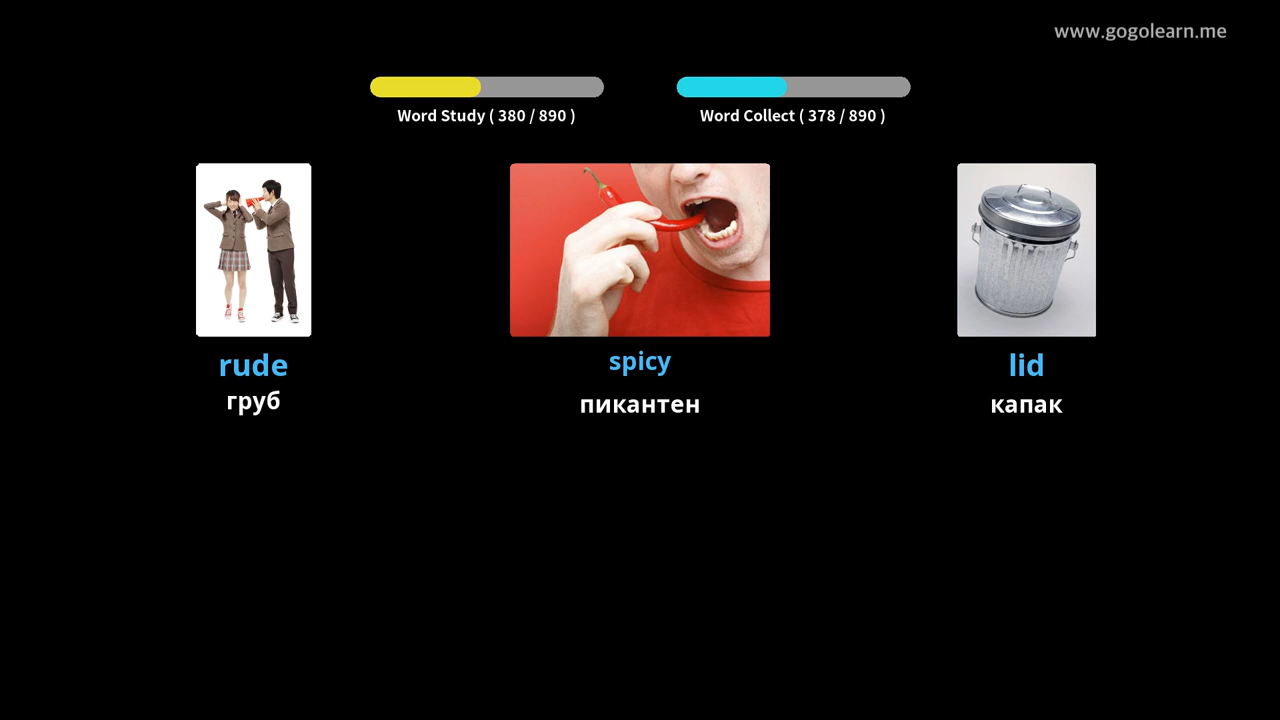 www.gogolearn.me
Word Study ( 380 / 890 )
Word Collect ( 378 / 890 )
rude
груб
spicy
пикантен
lid
капак